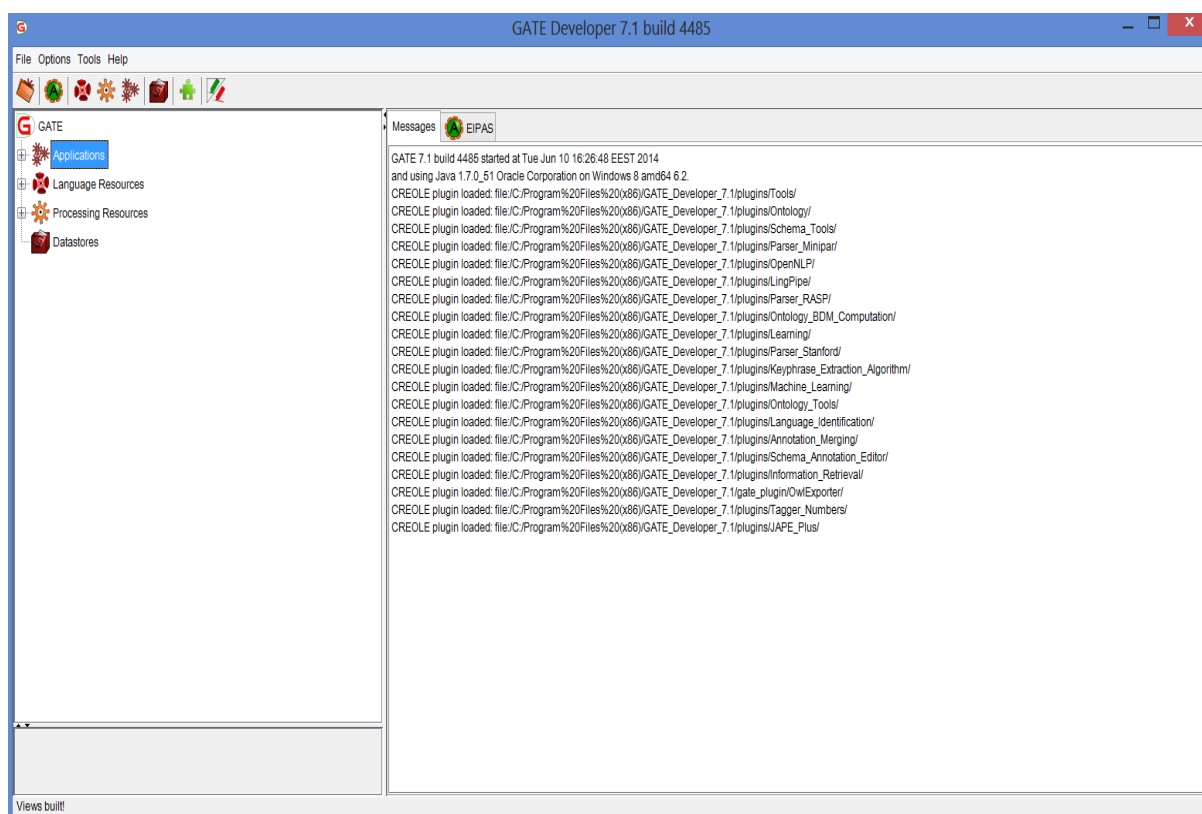 GATE Developer 7.1 build 4485
X
File Options Tools Help
GATE
Applications
Language Resources
Processing Resources
Datastores
Messages
EIPAS
GATE 7.1 build 4485 started at Tue Jun 10 16:26:48 EEST 2014
and using Java 1.7.0_51 Oracle Corporation on Windows 8 amd64 6.2.
CREOLE plugin loaded: file:/C:/Program%20Files%20(x86)/GATE_Developer_7.1/plugins/Tools/
CREOLE plugin loaded: file:/C:/Program%20Files%20(x86)/GATE_Developer_7.1/plugins/Ontology/
CREOLE plugin loaded: file:/C:/Program%20Files%20(x86)/GATE_Developer_7.1/plugins/Schema_Tools/
CREOLE plugin loaded: file:/C:/Program%20Files%20(x86)/GATE_Developer_7.1/plugins/Parser_Minipar/
CREOLE plugin loaded: file:/C:/Program%20Files%20(x86)/GATE_Developer_7.1/plugins/OpenNLP/
CREOLE plugin loaded: file:/C:/Program%20Files%20(x86)/GATE_Developer_7.1/plugins/LingPipe/
CREOLE plugin loaded: file:/C:/Program%20Files%20(x86)/GATE_Developer_7.1/plugins/Parser_RASP/
CREOLE plugin loaded: file:/C:/Program%20Files%20(x86)/GATE_Developer_7.1/plugins/Ontology_BDM_Computation/
CREOLE plugin loaded: file:/C:/Program%20Files%20(x86)/GATE_Developer_7.1/plugins/Learning/
CREOLE plugin loaded: file:/C:/Program%20Files%20(x86)/GATE_Developer_7.1/plugins/Parser_Stanford/
CREOLE plugin loaded: file:/C:/Program%20Files%20(x86)/GATE_Developer_7.1/plugins/Keyphrase_Extraction_Algorithm/
CREOLE plugin loaded: file:/C:/Program%20Files%20(x86)/GATE_Developer_7.1/plugins/Machine_Learning/
CREOLE plugin loaded: file:/C:/Program%20Files%20(x86)/GATE_Developer_7.1/plugins/Ontology_Tools/
CREOLE plugin loaded: file:/C:/Program%20Files%20(x86)/GATE_Developer_7.1/plugins/Language_Identification/
CREOLE plugin loaded: file:/C:/Program%20Files%20(x86)/GATE_Developer_7.1/plugins/Annotation_Merging/
CREOLE plugin loaded: file:/C:/Program%20Files%20(x86)/GATE_Developer_7.1/plugins/Schema_Annotation_Editor/
CREOLE plugin loaded: file:/C:/Program%20Files%20(x86)/GATE_Developer_7.1/plugins/Information_Retrieval/
CREOLE plugin loaded: file:/C:/Program%20Files%20(x86)/GATE_Developer_7.1/gate_plugin/OwlExporter/
CREOLE plugin loaded: file:/C:/Program%20Files%20(x86)/GATE_Developer_7.1/plugins/Tagger_Numbers/
CREOLE plugin loaded: file:/C:/Program%20Files%20(x86)/GATE_Developer_7.1/plugins/JAPE_Plus/
Views built!